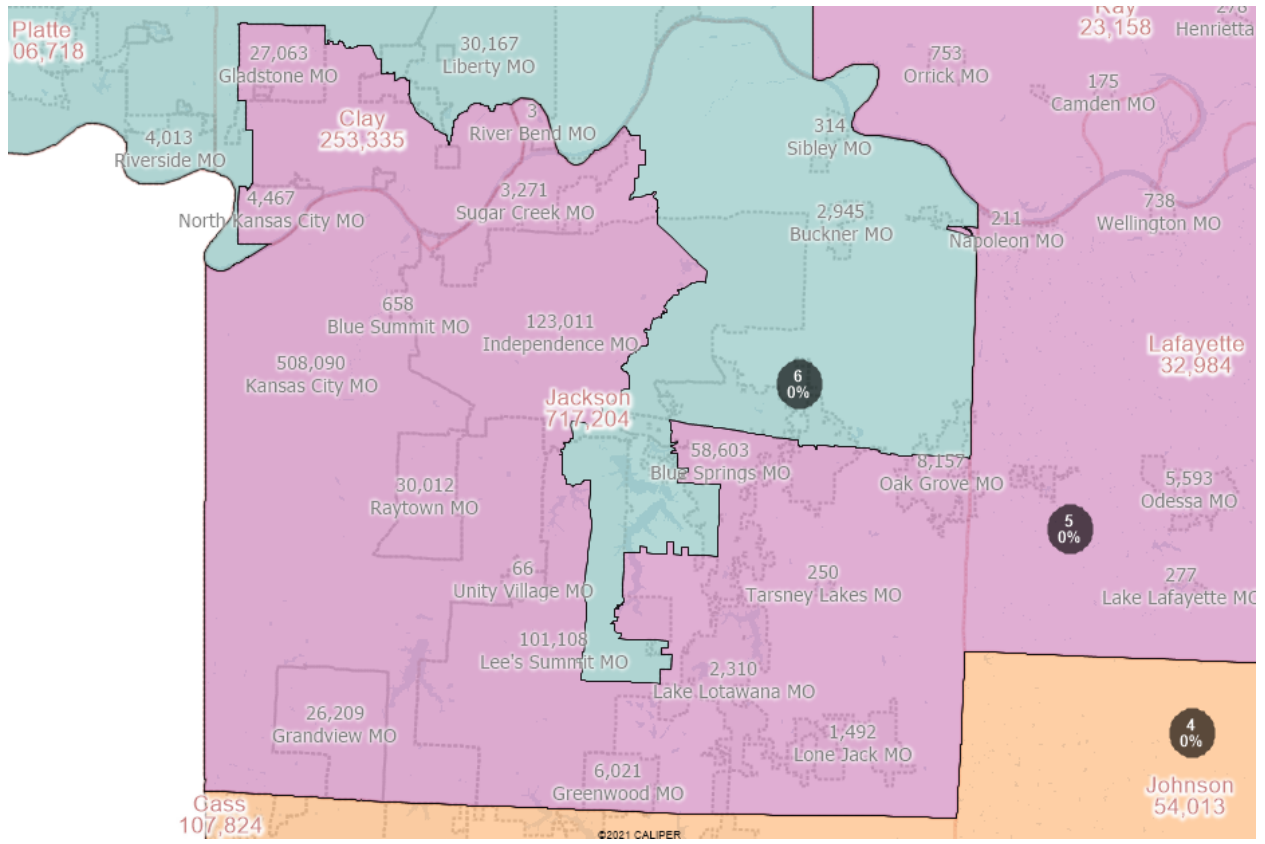 Platte
06,718
27,063
Gladstone MO
30,167
Liberty MO
Ray
23,158
278
Henrietta
753
Orrick MO
175
Camden MO
Clay
253,335
3
River Bend MO
4,013
Riverside MO
314
Sibley MO
4,467
North Kansas City MO
3,271
Sugar Creek MO
2,945
Buckner MO
211
Napoleon MO
738
Wellington MO
658
Blue Summit MO
123,011
Independence MO
508,090
Kansas City MO
Lafayette
32,984
6
0%
Jackson
717,204
58,603
Blue Springs MO
8,157
Oak Grove MO
30,012
Raytown MO
5,593
Odessa MO
5
0%
66
Unity Village MO
250
Tarsney Lakes MO
277
Lake Lafayette MO
101,108
Lee's Summit MO
2,310
Lake Lotawana MO
26,209
Grandview MO
1,492
Lone Jack MO
4
0%
6,021
Greenwood MO
Johnson
54,013
Cass
107,824
©2021 CALIPER